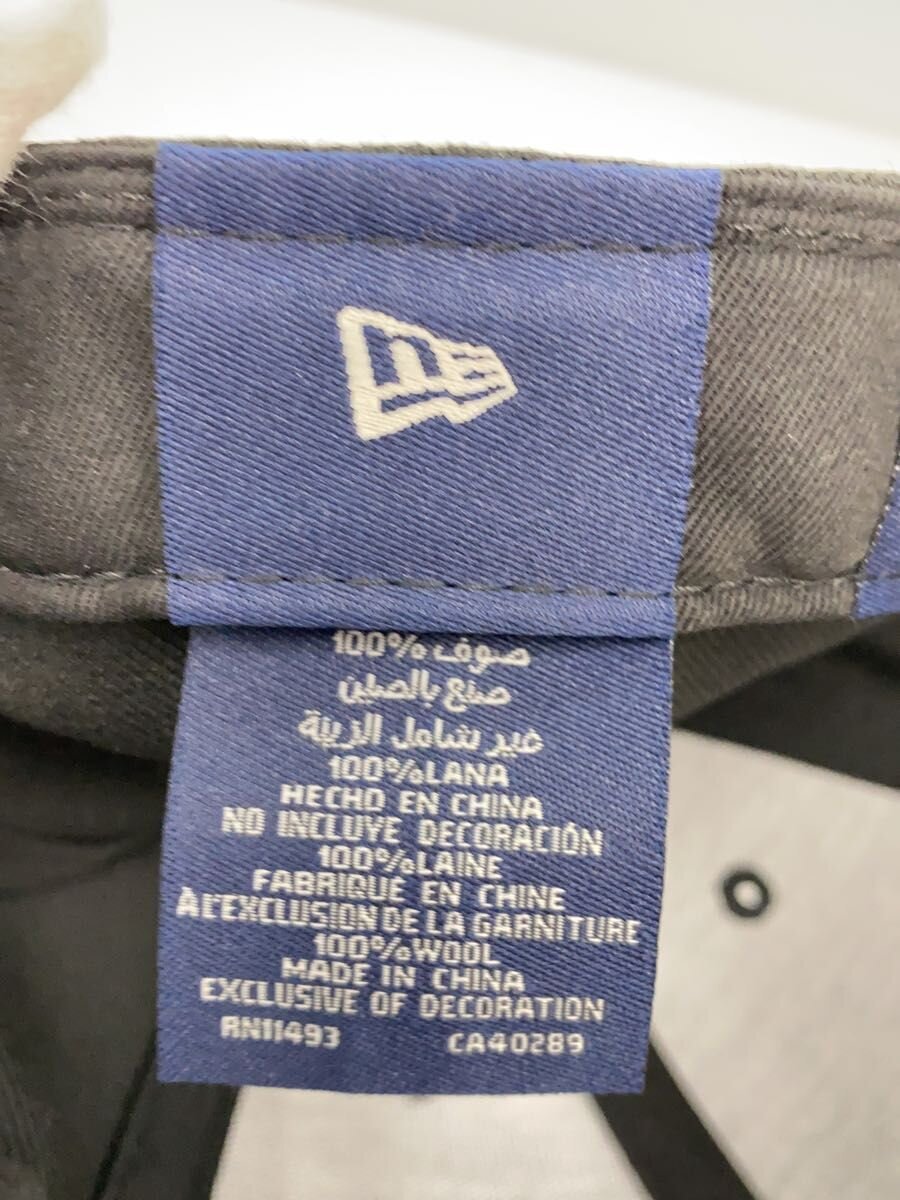 100% صوف
صنع بالصين
غير شامل الزينة
100%LANA
HECHO EN CHINA
NO INCLUYE DECORACIÓN
100%LAINE
FABRIQUE EN CHINE
À L'EXCLUSION DE LA GARNITURE
100%WOOL
MADE IN CHINA
EXCLUSIVE OF DECORATION
RN11493 CA40289